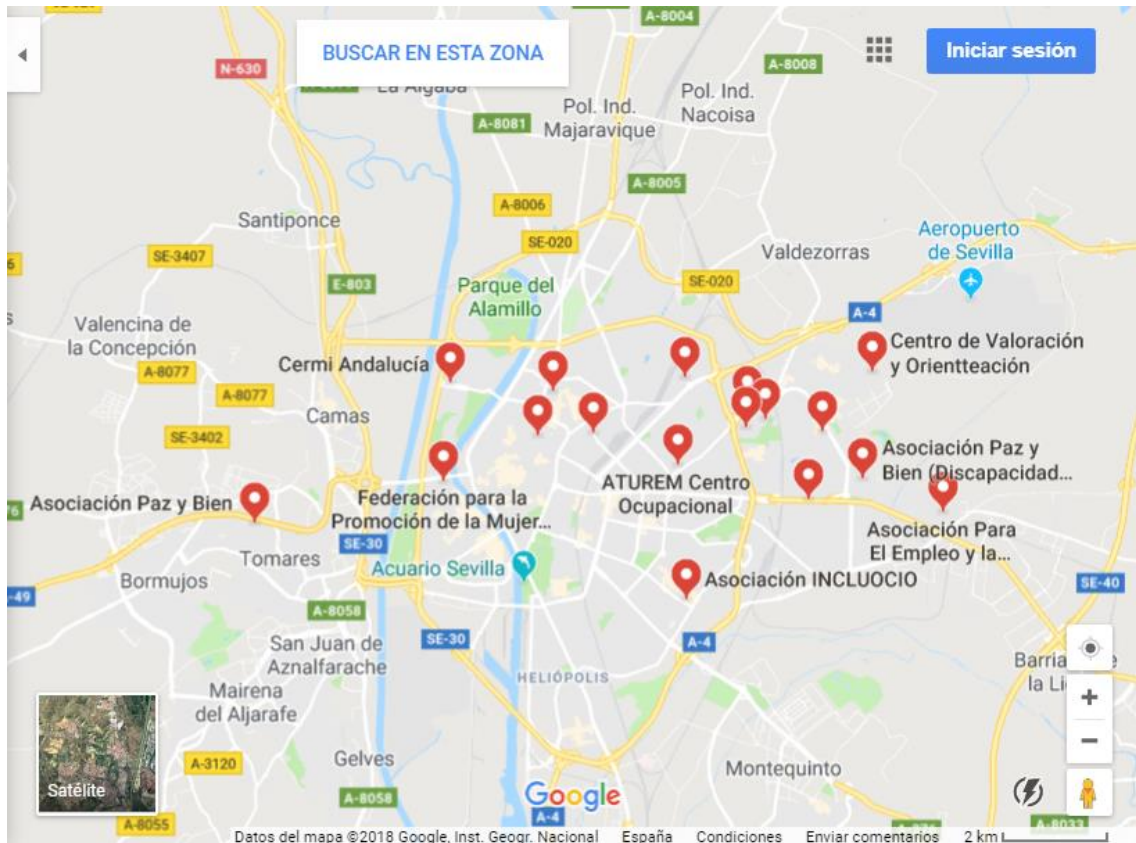 A-8004
BUSCAR EN ESTA ZONA
Iniciar sesión
N-630
A-8008
La Algaba
Pol. Ind.
Nacoisa
Pol. Ind.
Majaravique
A-8081
A-8005
A-8006
Santiponce
SE-020
Aeropuerto
de Sevilla
Valdezorras
SE-3407
E-803
Parque del
Alamillo
SE-020
A-4
Valencina de
la Concepción
Cermi Andalucía
Centro de Valoración
y Orientteación
A-8077
A-8077
Camas
SE-3402
Asociación Paz y
Bien (Discapacidad...
ATUREM Centro
Ocupacional
Asociación Paz y Bien
Federación para la
Promoción de la Mujer...
Asociación Para
El Empleo y la...
SE-30
Tomares
Acuario Sevilla
Bormujos
Asociación INCLUOCIO
SE-40
-49
A-8058
San Juan de
Aznalfarache
SE-30
A-4
HELIÓPOLIS
Mairena
del Aljarafe
A-3120
Gelves
Montequinto
Satélite
Google
A-8058
A-8055
A-4
A-8033
Datos del mapa ©2018 Google, Inst. Geogr. Nacional España Condiciones Enviar comentarios 2 km